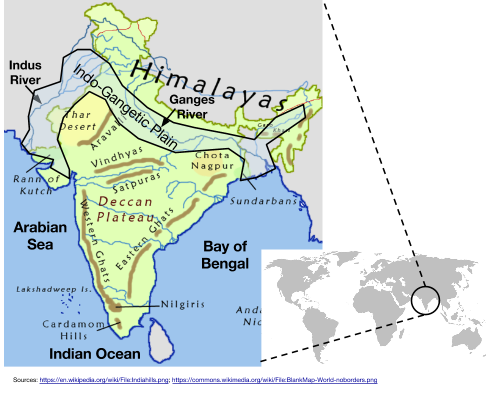 Himalayas
Indus
River
Indo-Gangetic Plain
Ganges
River
Thar
Desert
Aravali
Vindhyas
Satpuras
Chota
Nagpur
Rann of
Kutch
Sundarbans
Deccan
Plateau
Arabian
Sea
Western Ghats
Eastern Ghats
Bay of
Bengal
Lakshadweep Is.
Nilgiris
Cardamom
Hills
Indian Ocean
Sources: https://en.wikipedia.org/wiki/File:Indiahills.png; https://commons.wikimedia.org/wiki/File:BlankMap-World-noborders.png